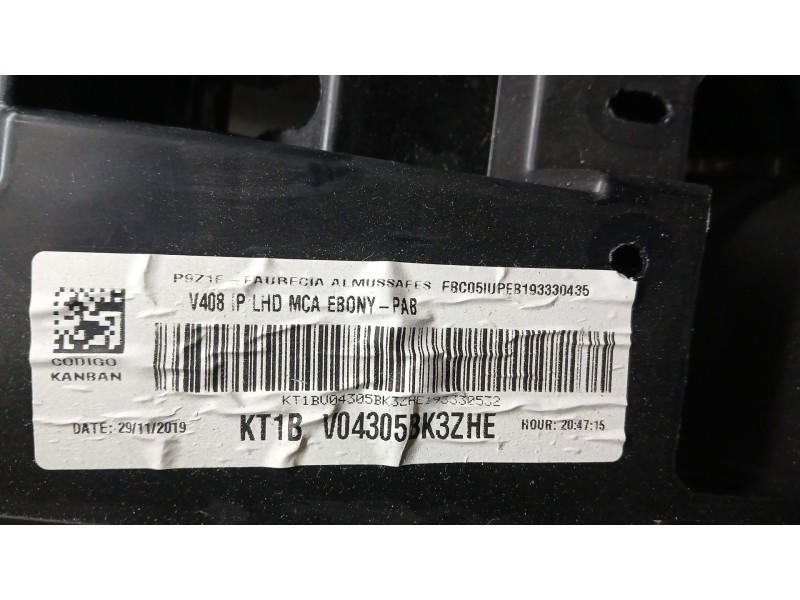 P9Z1F - FAURECIA ALMUSSAFES FBC05IUPEB193330435
V408 IP LHD MCA EBONY-PAB
CODIGO
KANBAN
KT1BV04305BK3ZHE193330532
DATE: 29/11/2019
KT1B V04305BK3ZHE
HOUR: 20:47:15